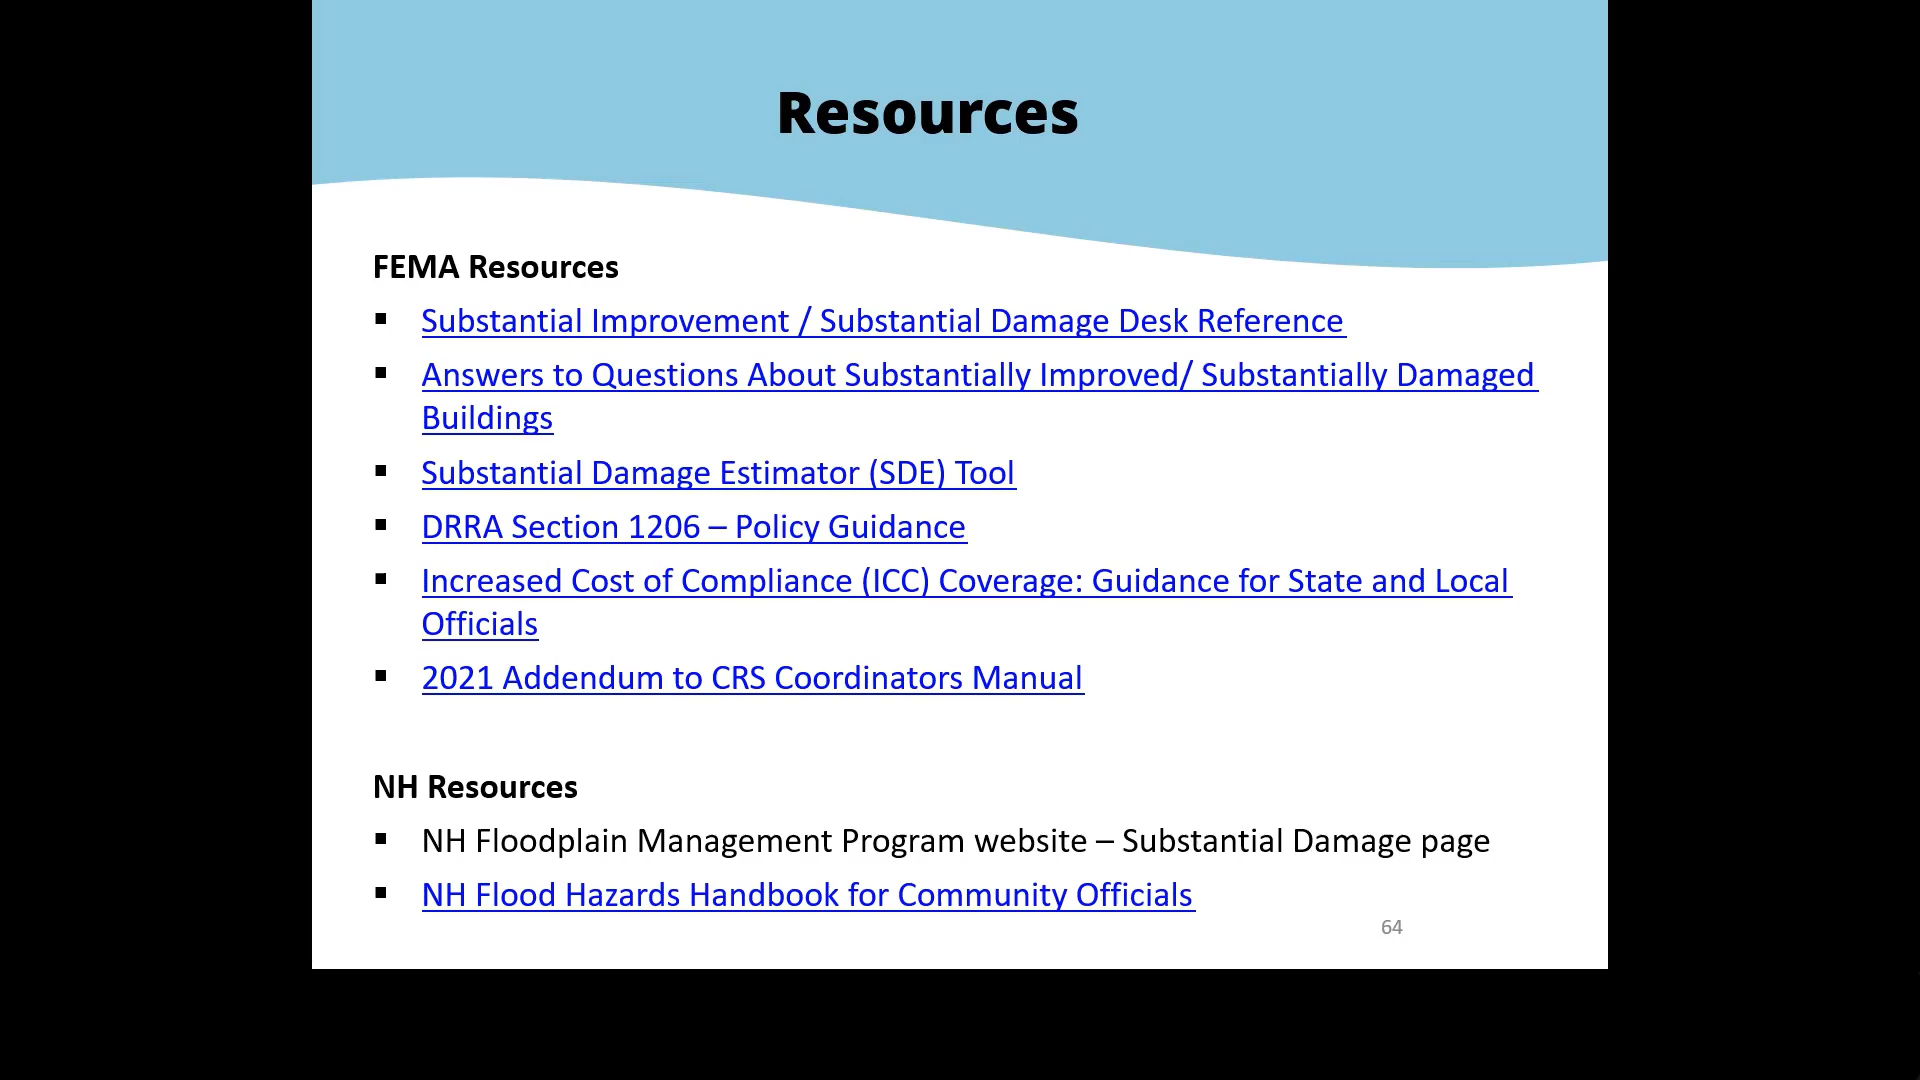 Resources
FEMA Resources
▪ Substantial Improvement / Substantial Damage Desk Reference
▪ Answers to Questions About Substantially Improved/ Substantially Damaged
Buildings
▪ Substantial Damage Estimator (SDE) Tool
▪ DRRA Section 1206 – Policy Guidance
▪ Increased Cost of Compliance (ICC) Coverage: Guidance for State and Local
Officials
▪ 2021 Addendum to CRS Coordinators Manual
NH Resources
▪ NH Floodplain Management Program website – Substantial Damage page
▪ NH Flood Hazards Handbook for Community Officials
64